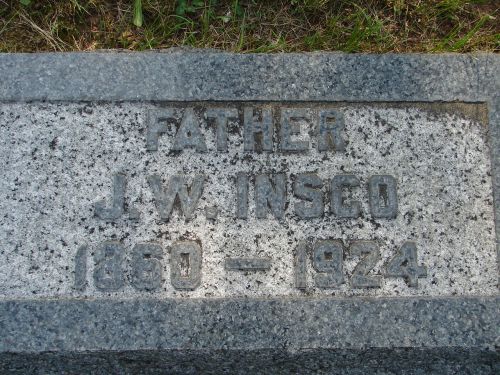 FATHER
J.W. INSCO
1860 – 1924